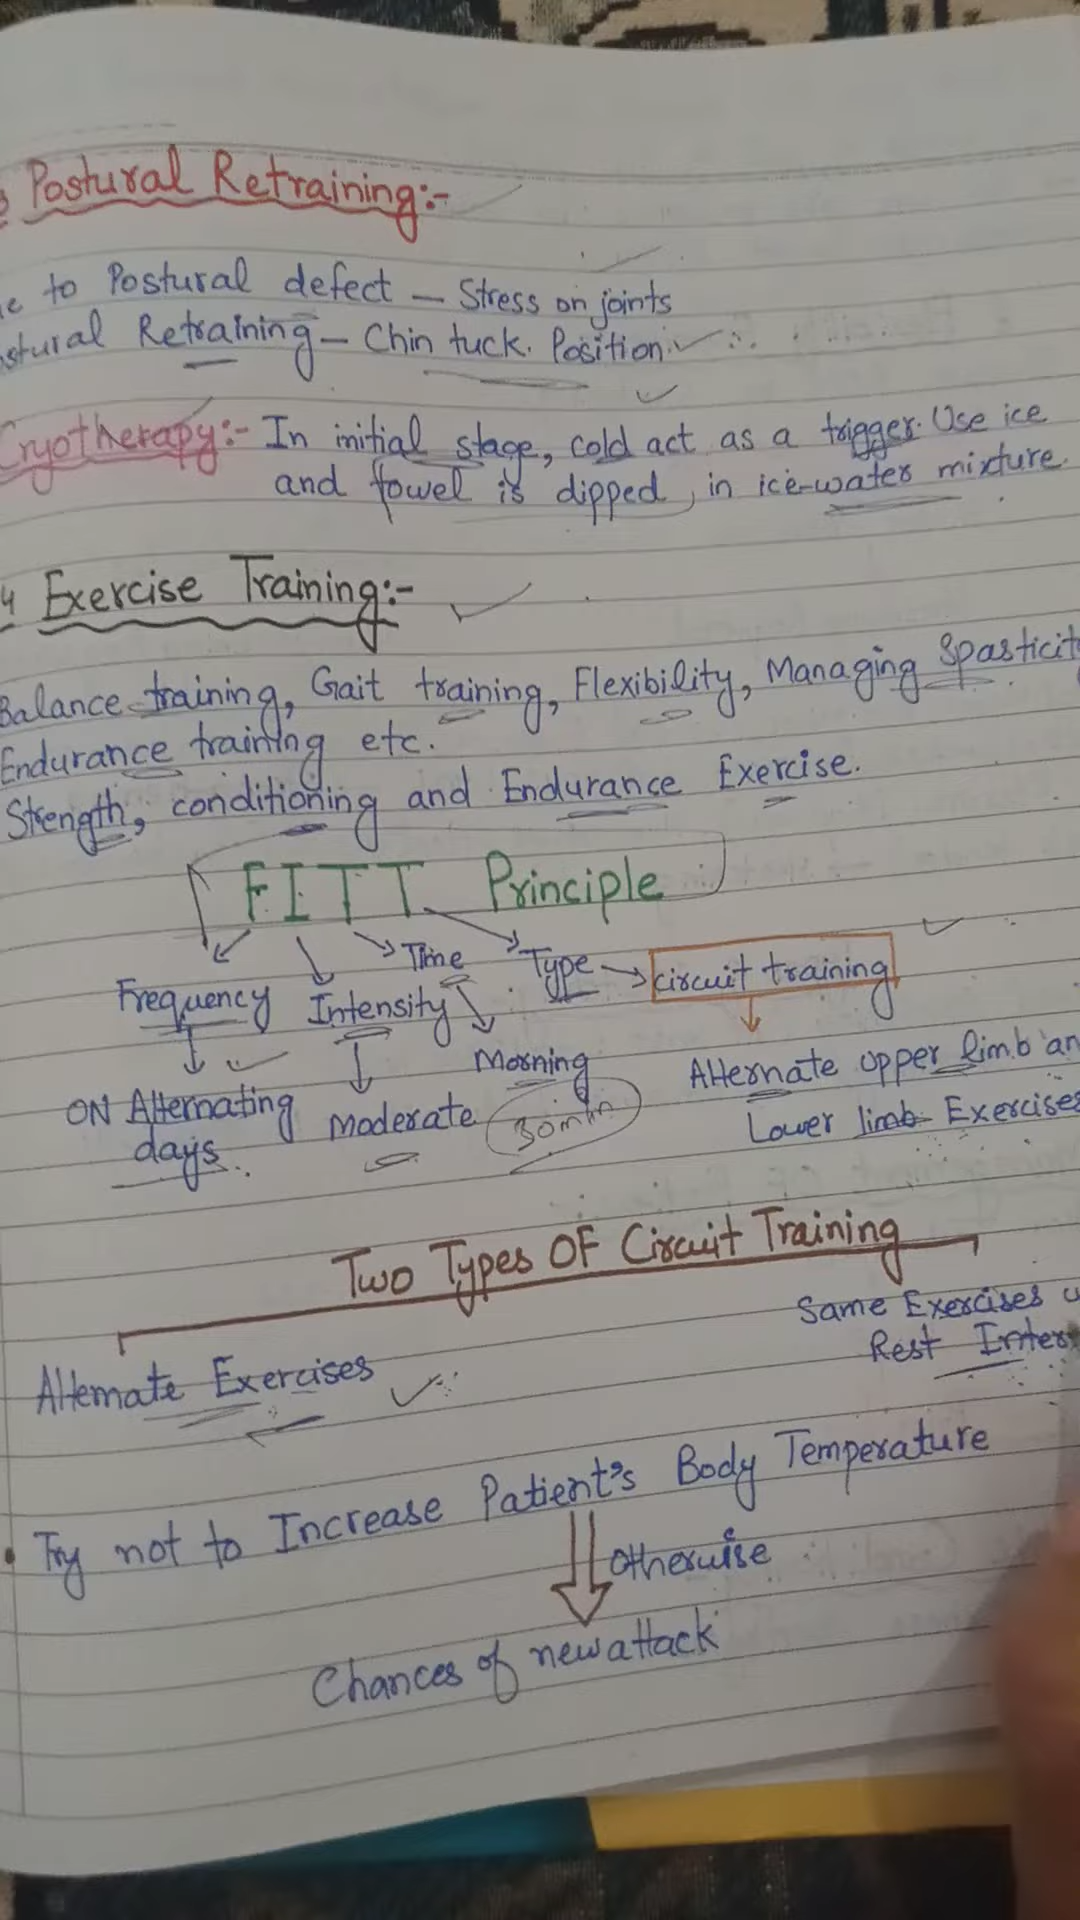 Postural Retraining:-
to Postural defect — Stress on joints
Retraining — Chin tuck. Position
Cryotherapy:- In initial stage, cold act as a trigger. Use ice
and towel is dipped in ice-water mixture.
4 Exercise Training:-
Balance training, Gait training, Flexibility, Managing
Endurance training etc.
Strength, conditioning and Endurance Exercise.
FITT Principle
Frequency Intensity Time Type → circuit training
ON Alternating days.
Moderate
Morning
30min
Alternate upper limb
Lower limb Exercises
Two Types Of Circuit Training
Alternate Exercises
Same Exercises
Rest
• Try not to Increase Patient's Body Temperature
Otherwise
Chances of new attack